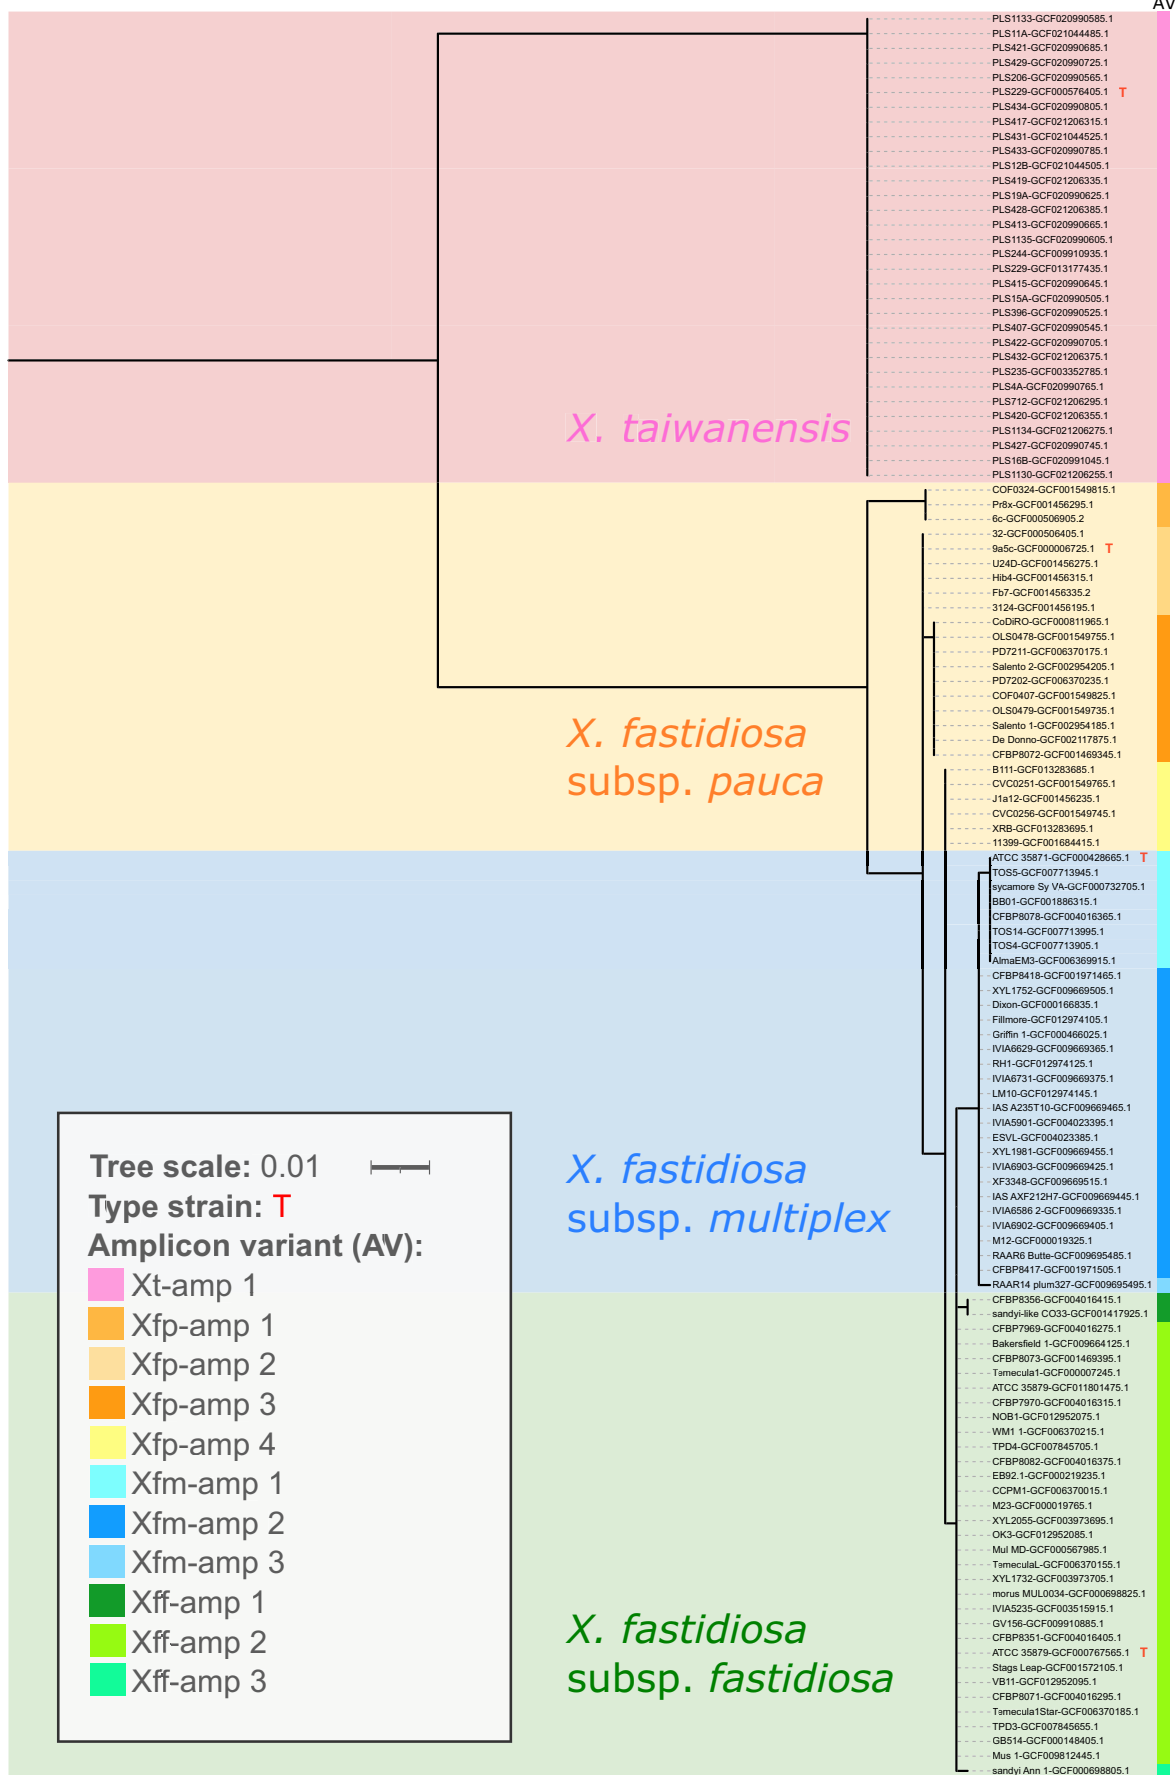 AV
PLS1133-GCF020990585.1
PLS11A-GCF021044485.1
PLS421-GCF020990685.1
PLS429-GCF020990725.1
PLS206-GCF020990565.1
PLS229-GCF000576405.1 T
PLS434-GCF020990805.1
PLS417-GCF021206315.1
PLS431-GCF021044525.1
PLS433-GCF020990785.1
PLS12B-GCF021044505.1
PLS419-GCF021206335.1
PLS19A-GCF020990625.1
PLS428-GCF021206385.1
PLS413-GCF020990665.1
PLS1135-GCF020990605.1
PLS244-GCF009910935.1
PLS229-GCF013177435.1
PLS415-GCF020990645.1
PLS15A-GCF020990505.1
PLS396-GCF020990525.1
PLS407-GCF020990545.1
PLS422-GCF020990705.1
PLS432-GCF021206375.1
PLS235-GCF003352785.1
PLS4A-GCF020990765.1
PLS712-GCF021206295.1
PLS420-GCF021206355.1
PLS1134-GCF021206275.1
PLS427-GCF020990745.1
PLS16B-GCF020991045.1
PLS1130-GCF021206255.1
X. taiwanensis
COF0324-GCF001549815.1
Pr8x-GCF001456295.1
6c-GCF000506905.2
32-GCF000506405.1
9a5c-GCF000006725.1 T
U24D-GCF001456275.1
Hib4-GCF001456315.1
Fb7-GCF001456335.2
3124-GCF001456195.1
CoDiRO-GCF000811965.1
OLS0478-GCF001549755.1
PD7211-GCF006370175.1
Salento 2-GCF002954205.1
PD7202-GCF006370235.1
COF0407-GCF001549825.1
OLS0479-GCF001549735.1
Salento 1-GCF002954185.1
De Donno-GCF002117875.1
CFBP8072-GCF001469345.1
B111-GCF013283685.1
CVC0251-GCF001549765.1
J1a12-GCF001456235.1
CVC0256-GCF001549745.1
XRB-GCF013283695.1
11399-GCF001684415.1
X. fastidiosa
subsp. pauca
ATCC 35871-GCF000428665.1 T
TOS5-GCF007713945.1
sycamore Sy VA-GCF000732705.1
BB01-GCF001886315.1
CFBP8078-GCF004016365.1
TOS14-GCF007713995.1
TOS4-GCF007713905.1
AlmaEM3-GCF006369915.1
CFBP8418-GCF001971465.1
XYL1752-GCF009669505.1
Dixon-GCF000166835.1
Fillmore-GCF012974105.1
Griffin 1-GCF000466025.1
IVIA6629-GCF009669365.1
RH1-GCF012974125.1
IVIA6731-GCF009669375.1
LM10-GCF012974145.1
IAS A235T10-GCF009669465.1
IVIA5901-GCF004023395.1
ESVL-GCF004023385.1
XYL1981-GCF009669455.1
IVIA6903-GCF009669425.1
XF3348-GCF009669515.1
IAS AXF212H7-GCF009669445.1
IVIA6586 2-GCF009669335.1
IVIA6902-GCF009669405.1
M12-GCF000019325.1
RAAR6 Butte-GCF009695485.1
CFBP8417-GCF001971505.1
RAAR14 plum327-GCF009695495.1
X. fastidiosa
subsp. multiplex
CFBP8356-GCF004016415.1
sandyi-like CO33-GCF001417925.1
CFBP7969-GCF004016275.1
Bakersfield 1-GCF009664125.1
CFBP8073-GCF001469395.1
Temecula1-GCF000007245.1
ATCC 35879-GCF011801475.1
CFBP7970-GCF004016315.1
NOB1-GCF012952075.1
WM1 1-GCF006370215.1
TPD4-GCF007845705.1
CFBP8082-GCF004016375.1
EB92.1-GCF000219235.1
CCPM1-GCF006370015.1
M23-GCF000019765.1
XYL2055-GCF003973695.1
OK3-GCF012952085.1
Mul MD-GCF000567985.1
TemeculaL-GCF006370155.1
XYL1732-GCF003973705.1
morus MUL0034-GCF000698825.1
IVIA5235-GCF003515915.1
GV156-GCF009910885.1
CFBP8351-GCF004016405.1
ATCC 35879-GCF000767565.1 T
Stags Leap-GCF001572105.1
VB11-GCF012952095.1
CFBP8071-GCF004016295.1
Temecula1Star-GCF006370185.1
TPD3-GCF007845655.1
GB514-GCF000148405.1
Mus 1-GCF009812445.1
sandyi Ann 1-GCF000698805.1
X. fastidiosa
subsp. fastidiosa
Tree scale: 0.01
Type strain: T
Amplicon variant (AV):
Xt-amp 1
Xfp-amp 1
Xfp-amp 2
Xfp-amp 3
Xfp-amp 4
Xfm-amp 1
Xfm-amp 2
Xfm-amp 3
Xff-amp 1
Xff-amp 2
Xff-amp 3